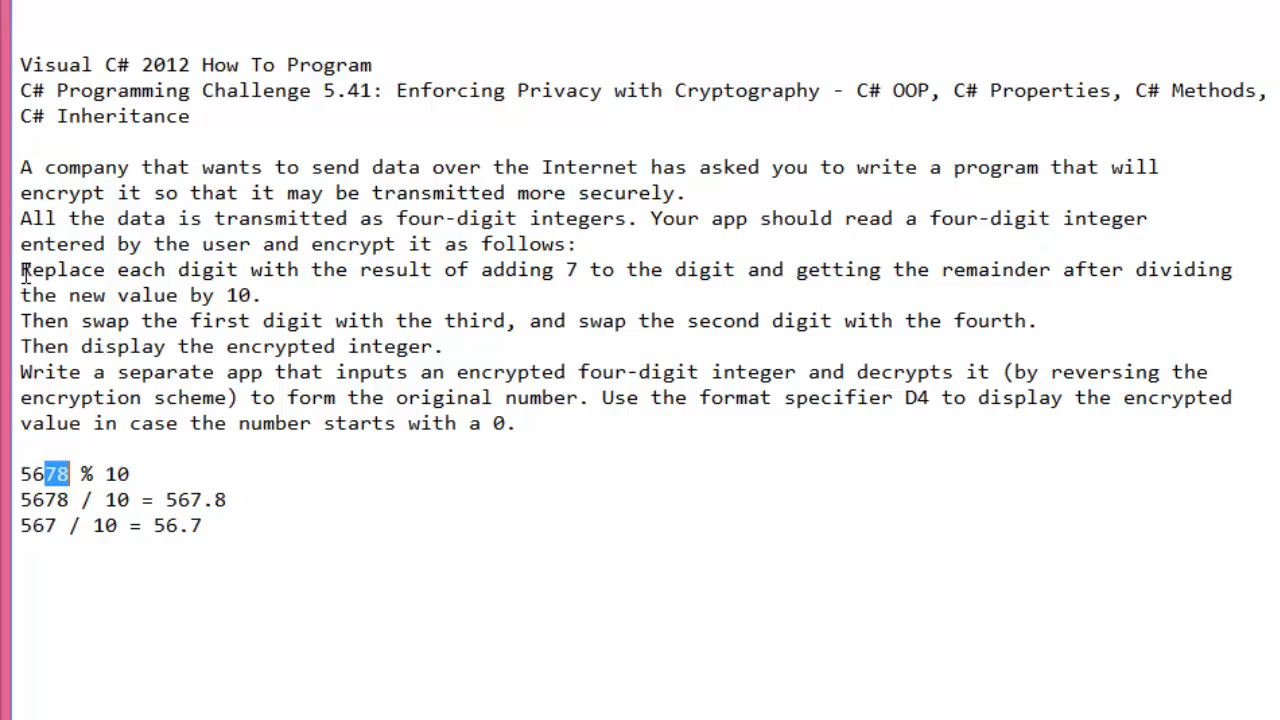 Visual C# 2012 How To Program
C# Programming Challenge 5.41: Enforcing Privacy with Cryptography - C# OOP, C# Properties, C# Methods,
C# Inheritance
A company that wants to send data over the Internet has asked you to write a program that will
encrypt it so that it may be transmitted more securely.
All the data is transmitted as four-digit integers. Your app should read a four-digit integer
entered by the user and encrypt it as follows:
Replace each digit with the result of adding 7 to the digit and getting the remainder after dividing
the new value by 10.
Then swap the first digit with the third, and swap the second digit with the fourth.
Then display the encrypted integer.
Write a separate app that inputs an encrypted four-digit integer and decrypts it (by reversing the
encryption scheme) to form the original number. Use the format specifier D4 to display the encrypted
value in case the number starts with a 0.
5678 % 10
5678 / 10 = 567.8
567 / 10 = 56.7